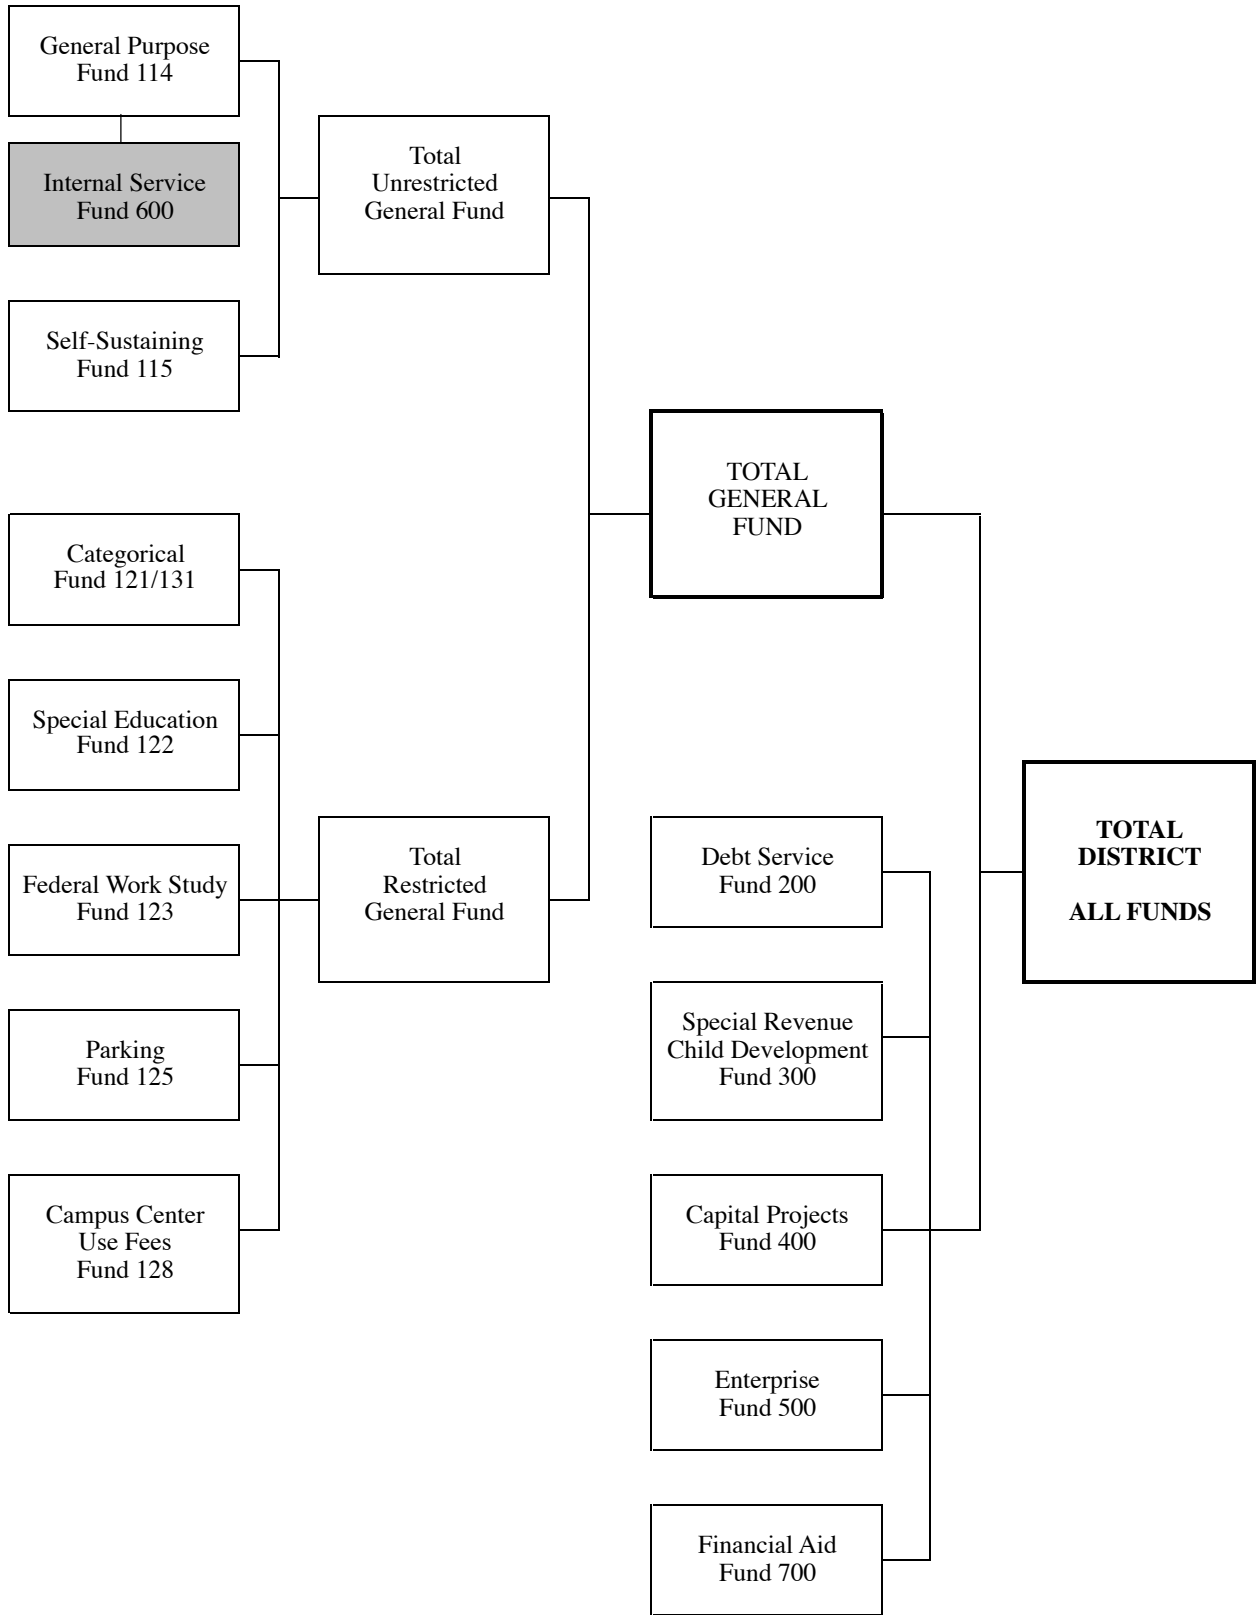 General Purpose
Fund 114
Internal Service
Fund 600
Self-Sustaining
Fund 115
Total
Unrestricted
General Fund
Categorical
Fund 121/131
Special Education
Fund 122
Federal Work Study
Fund 123
Parking
Fund 125
Campus Center
Use Fees
Fund 128
Total
Restricted
General Fund
TOTAL
GENERAL
FUND
Debt Service
Fund 200
Special Revenue
Child Development
Fund 300
Capital Projects
Fund 400
Enterprise
Fund 500
Financial Aid
Fund 700
TOTAL
DISTRICT
ALL FUNDS